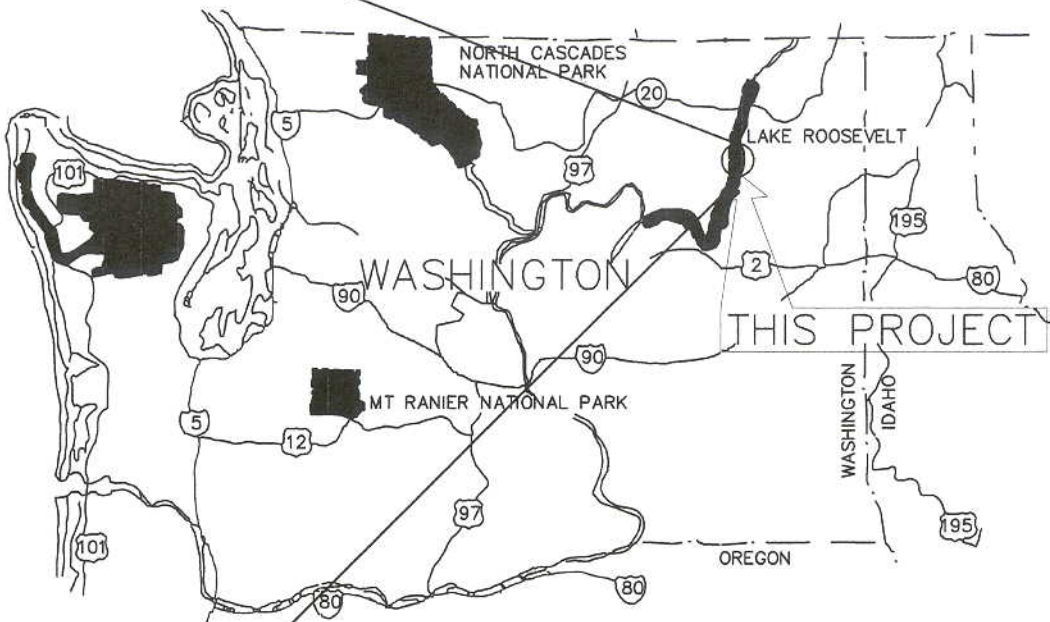 NORTH CASCADES
NATIONAL PARK
20
5
LAKE ROOSEVELT
101
97
195
2
WASHINGTON
80
90
THIS PROJECT
90
WASHINGTON
IDAHO
MT RANIER NATIONAL PARK
5
12
97
195
101
OREGON
80
80